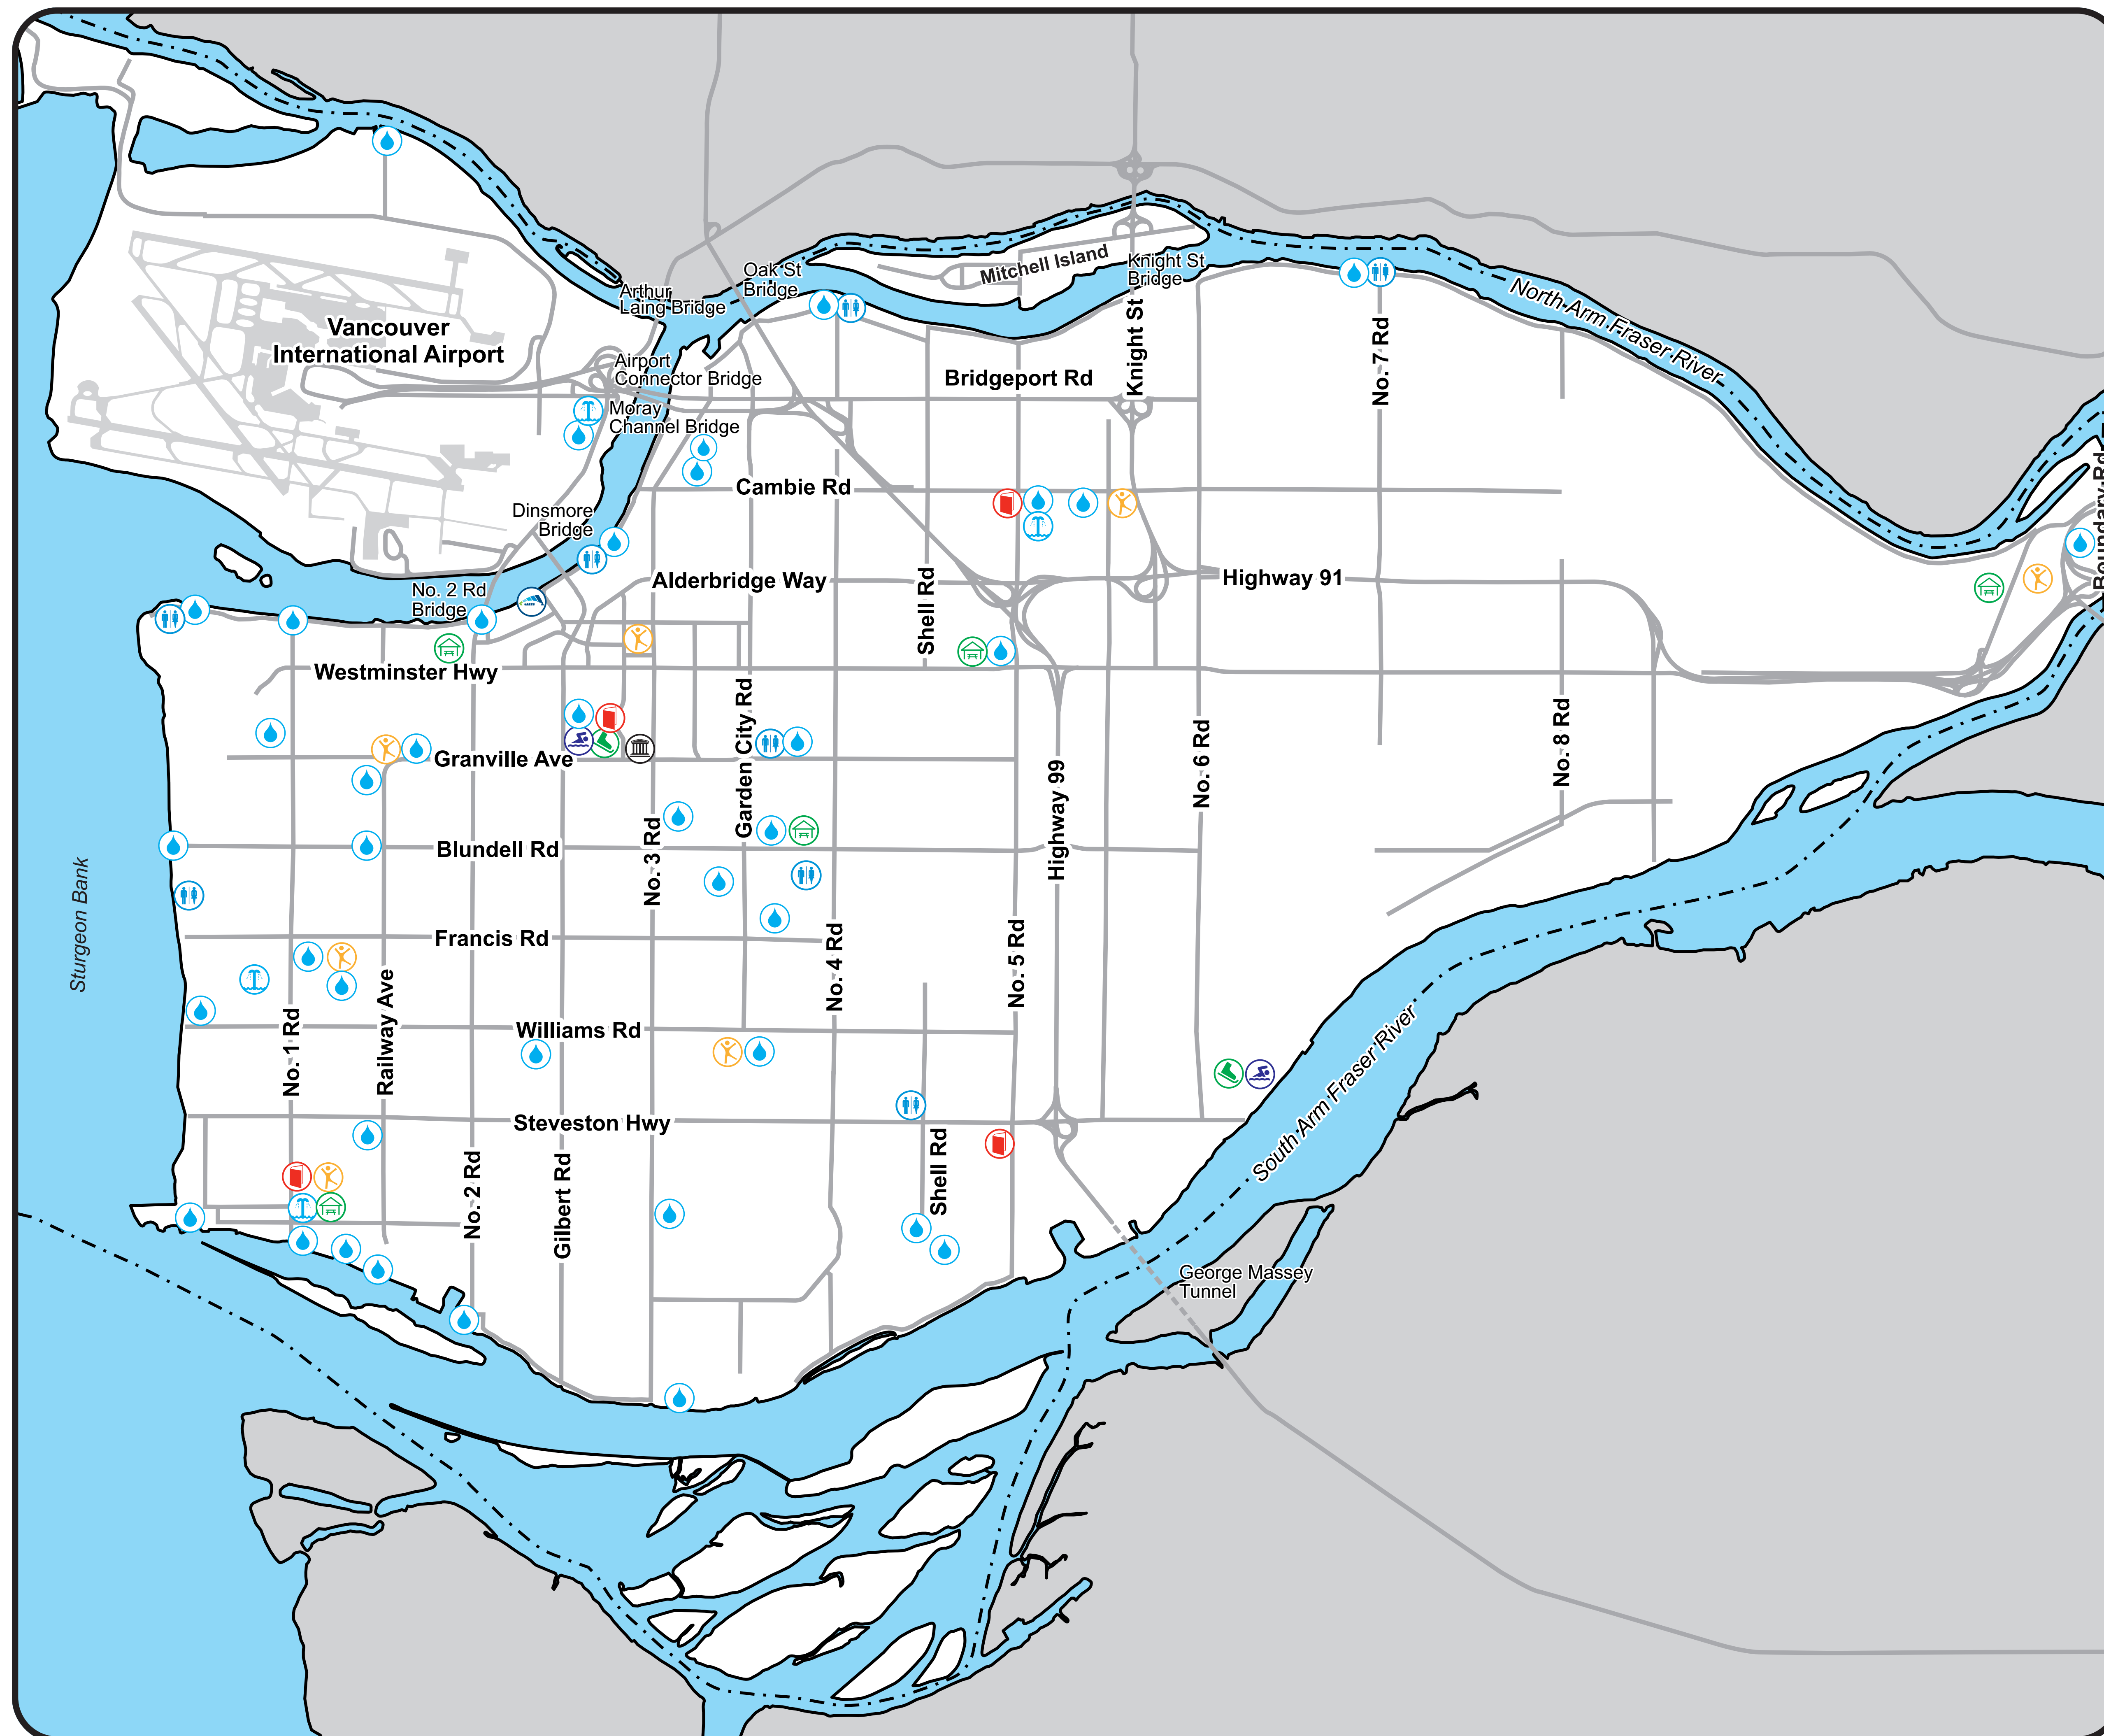 Oak St
Bridge
Mitchell Island
Knight St
Bridge
Arthur
Laing Bridge
North Arm Fraser River
Vancouver
International Airport
Knight St
No. 7 Rd
Airport
Connector Bridge
Bridgeport Rd
Moray
Channel Bridge
Cambie Rd
Dinsmore
Bridge
Boundary Rd
No. 2 Rd
Bridge
Alderbridge Way
Shell Rd
Highway 91
Westminster Hwy
Garden City Rd
No. 6 Rd
No. 8 Rd
Granville Ave
Highway 99
Blundell Rd
No. 3 Rd
Sturgeon Bank
Francis Rd
No. 4 Rd
No. 5 Rd
No. 1 Rd
Railway Ave
Williams Rd
South Arm Fraser River
Steveston Hwy
No. 2 Rd
Gilbert Rd
Shell Rd
George Massey
Tunnel